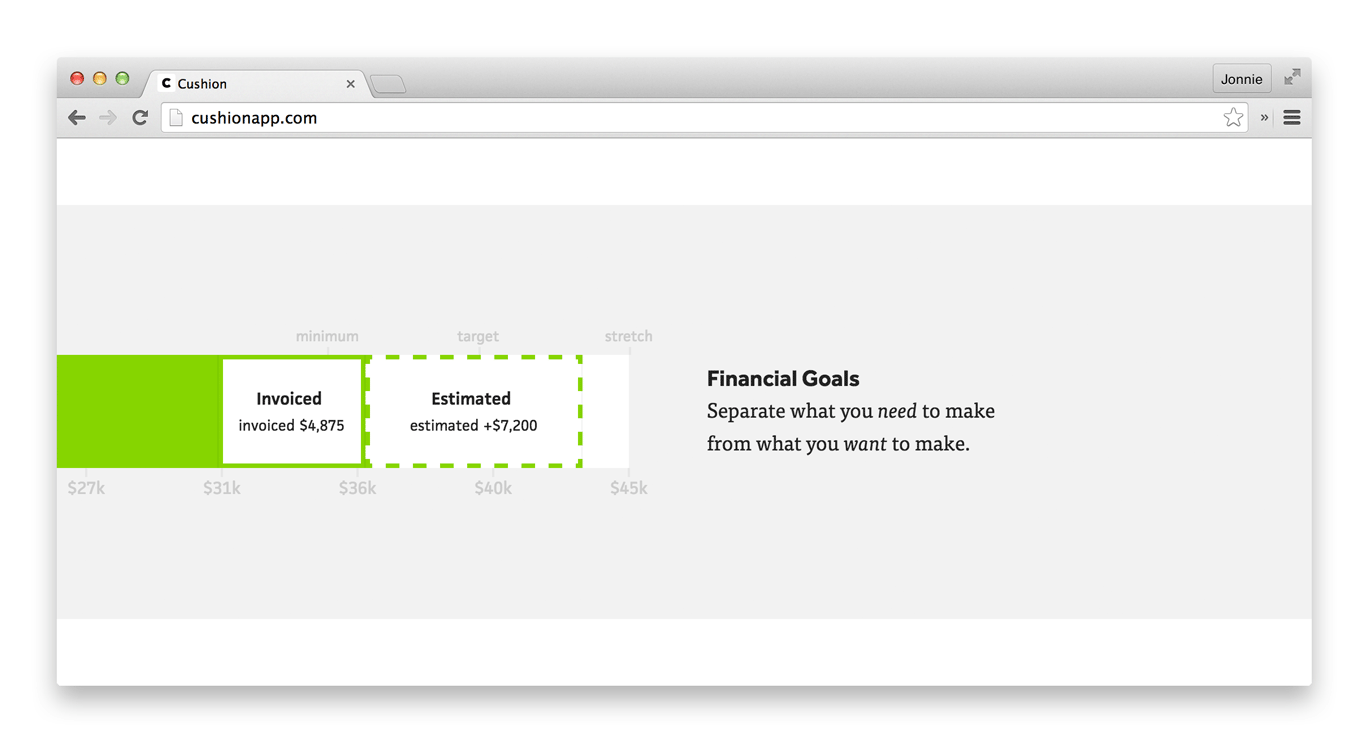 Cushion
Jonnie
cushionapp.com
minimum target stretch
Invoiced
invoiced $4,875
Estimated
estimated +$7,200
$27k $31k $36k $40k $45k
Financial Goals
Separate what you need to make
from what you want to make.